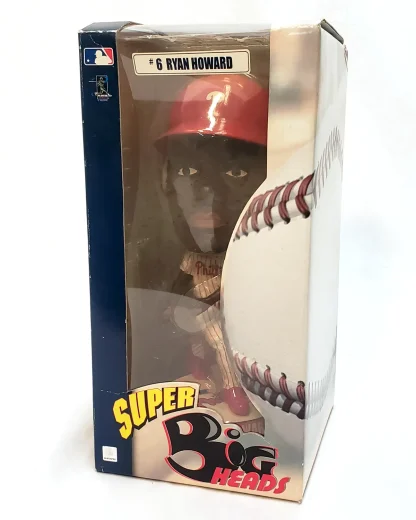 # 6 RYAN HOWARD
P
Phillies
SUPER
BIG
HEADS